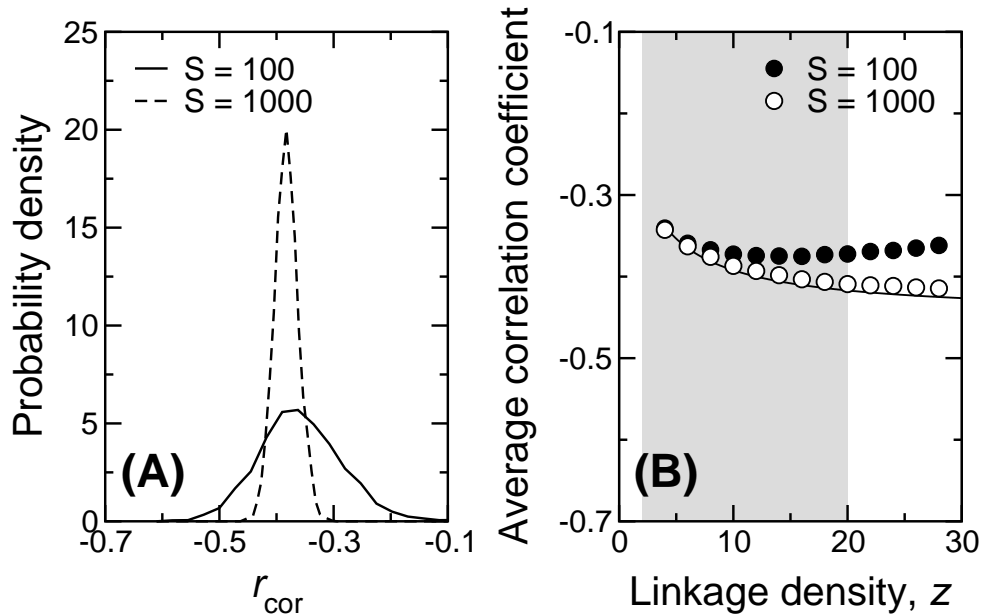 25
20
15
10
5
0
Probability density
S = 100
S = 1000
(A)
-0.7
-0.5
-0.3
-0.1
r_cor
-0.1
-0.3
-0.5
-0.7
Average correlation coefficient
S = 100
S = 1000
(B)
0
10
20
30
Linkage density, z